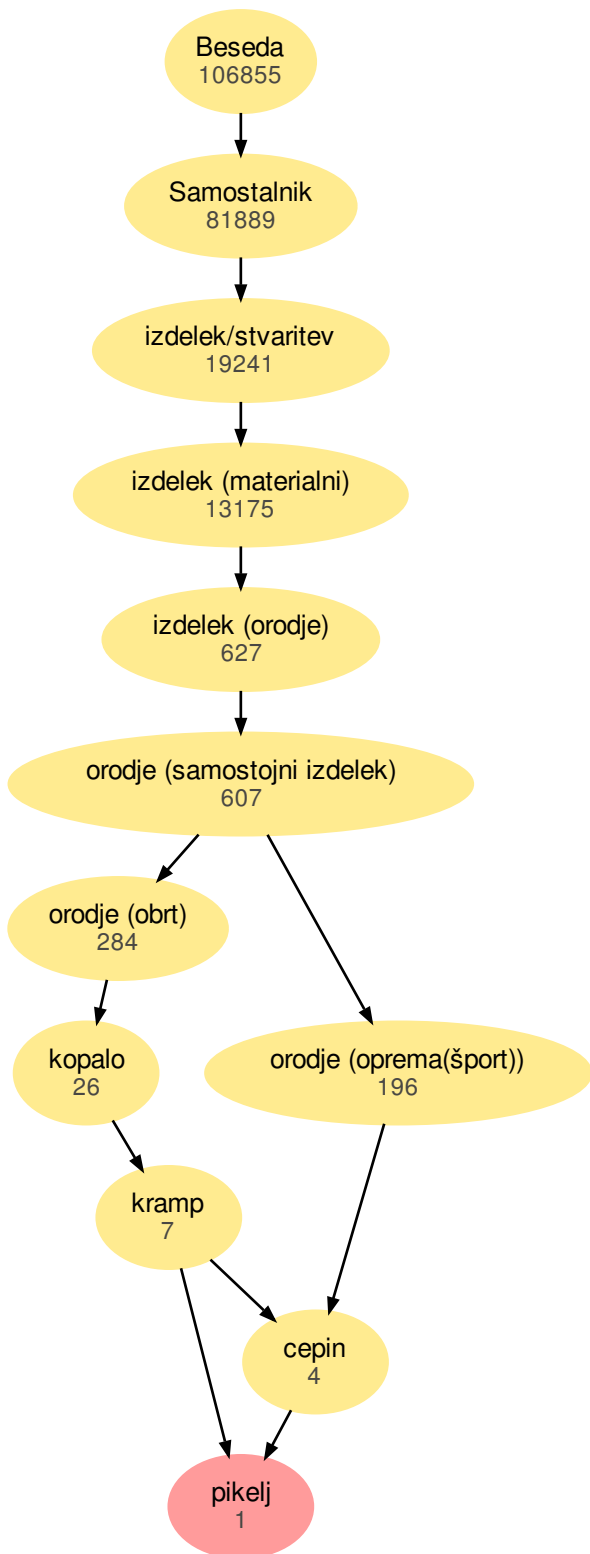 Beseda
106855
Samostalnik
81889
izdelek/stvaritev
19241
izdelek (materialni)
13175
izdelek (orodje)
627
orodje (samostojni izdelek)
607
orodje (obrt)
284
kopalo
26
orodje (oprema(šport))
196
kramp
7
cepin
4
pikelj
1